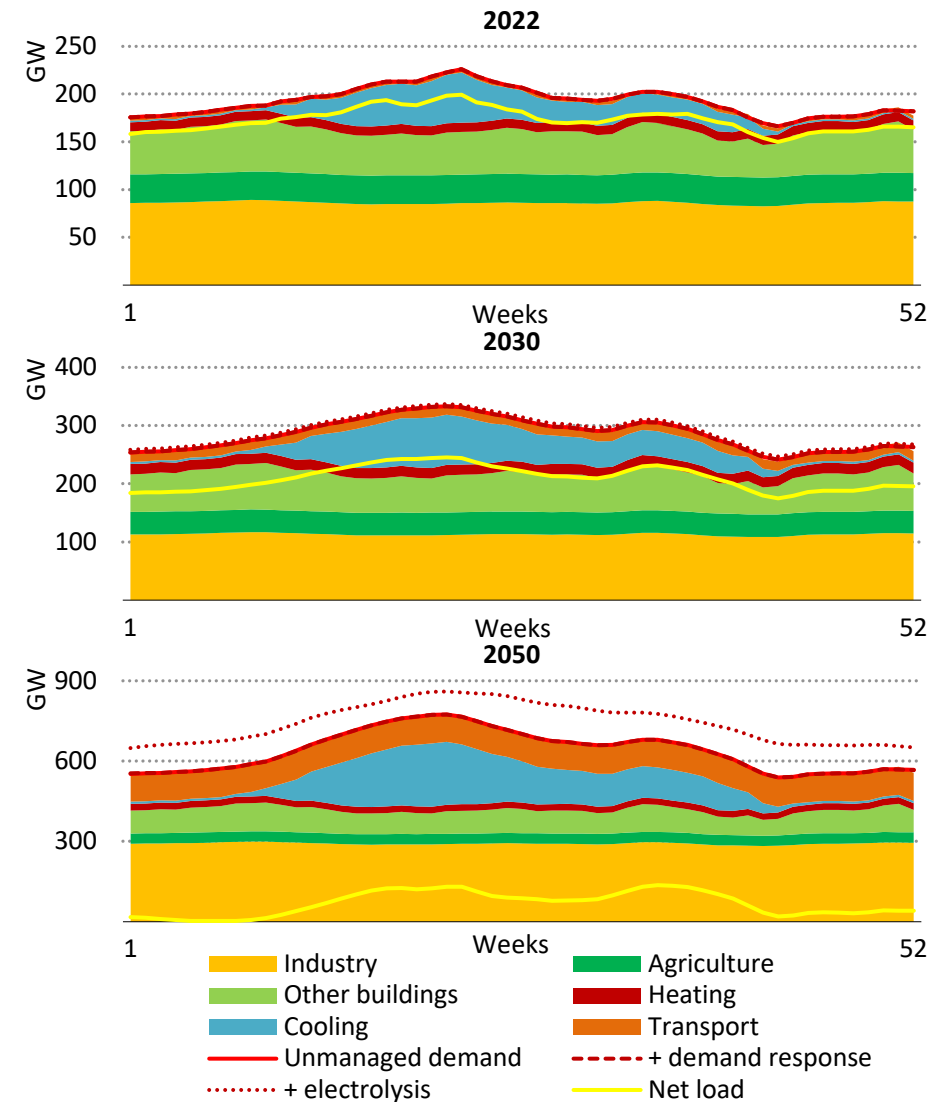 2022
GW
250
200
150
100
50
1 Weeks 52
2030
GW
400
300
200
100
1 Weeks 52
2050
GW
900
600
300
1 Weeks 52
Industry Agriculture
Other buildings Heating
Cooling Transport
Unmanaged demand + demand response
+ electrolysis Net load